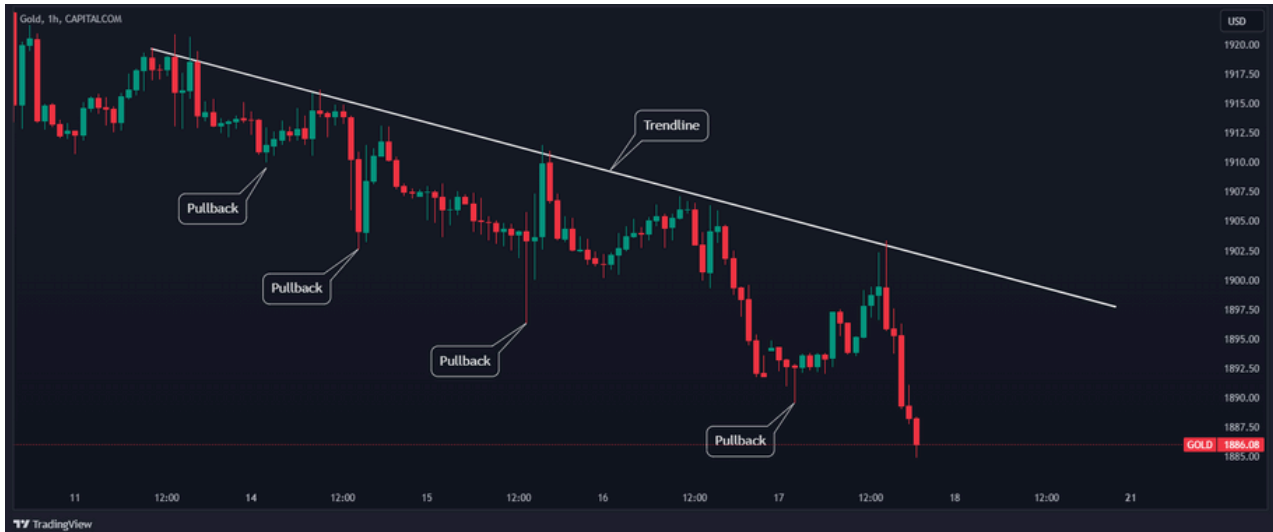 Gold, 1h, CAPITALCOM
USD
1920.00
1917.50
1915.00
Trendline
1912.50
1910.00
Pullback
1907.50
1905.00
1902.50
Pullback
1900.00
1897.50
1895.00
Pullback
1892.50
1890.00
1887.50
Pullback
GOLD 1886.08
1885.00
11 12:00 14 12:00 15 12:00 16 12:00 17 12:00 18 12:00 21
TradingView